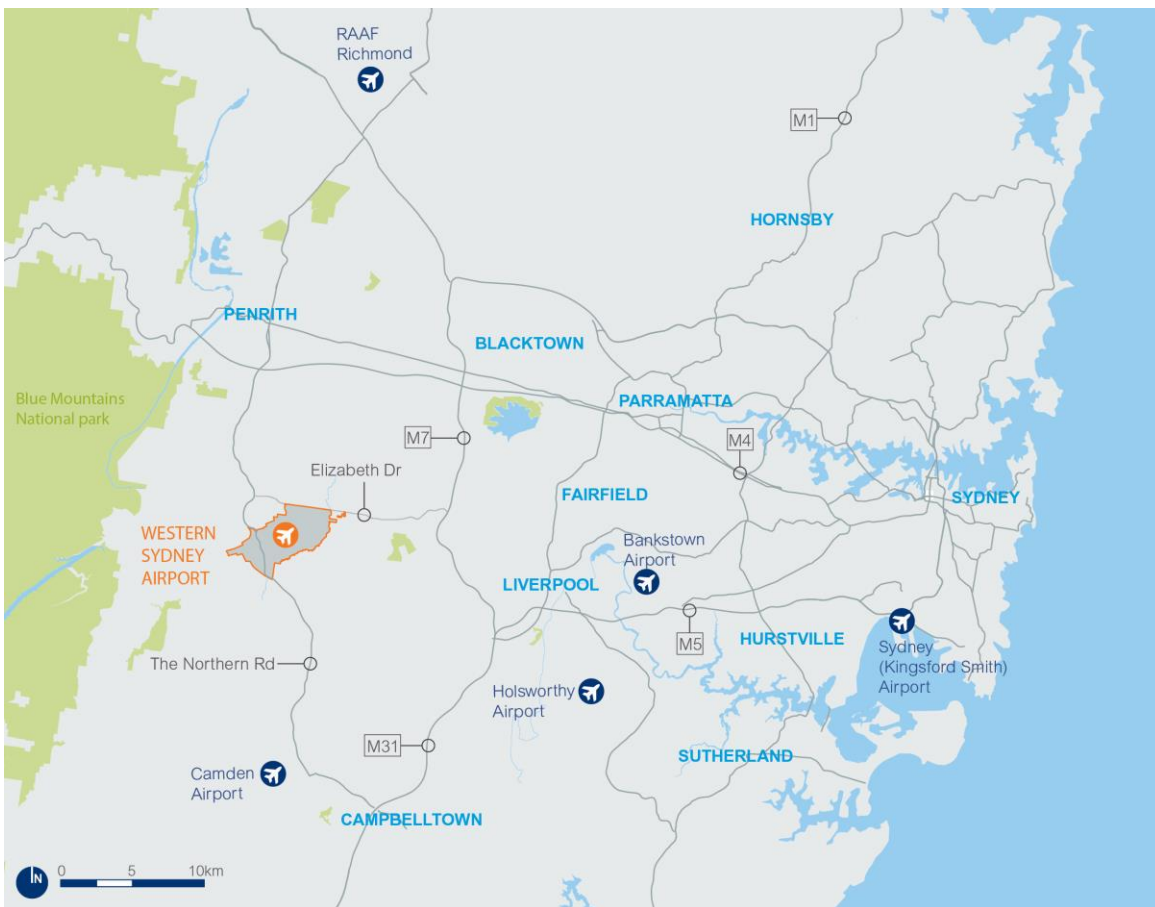 RAAF
Richmond
M1
HORNSBY
PENRITH
BLACKTOWN
Blue Mountains
National park
PARRAMATTA
M7
M4
Elizabeth Dr
FAIRFIELD
SYDNEY
WESTERN
SYDNEY
AIRPORT
Bankstown
Airport
LIVERPOOL
M5
HURSTVILLE
Sydney
(Kingsford Smith)
Airport
The Northern Rd
Holsworthy
Airport
M31
SUTHERLAND
Camden
Airport
CAMPBELLTOWN
N
0 5 10km